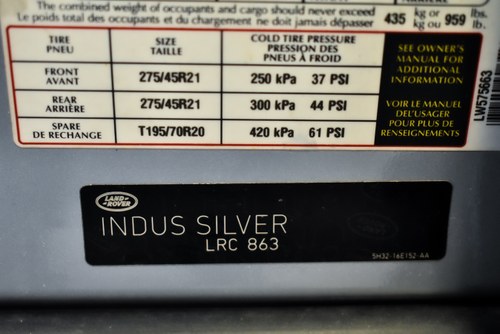 The combined weight of occupants and cargo should never exceed
Le poids total des occupants et du chargement ne doit jamais dépasser 435 kg or kg ou 959 lbs. lb.
TIRE PNEU SIZE TAILLE COLD TIRE PRESSURE PRESSION DES PNEUS À FROID
FRONT AVANT 275/45R21 250 kPa 37 PSI
REAR ARRIÈRE 275/45R21 300 kPa 44 PSI
SPARE DE RECHANGE T195/70R20 420 kPa 61 PSI
SEE OWNER'S
MANUAL FOR
ADDITIONAL
INFORMATION
VOIR LE MANUEL
DEL'USAGER
POUR PLUS DE
RENSEIGNEMENTS
LW575663
LAND ROVER
INDUS SILVER
LRC 863
5H32-16E152-AA